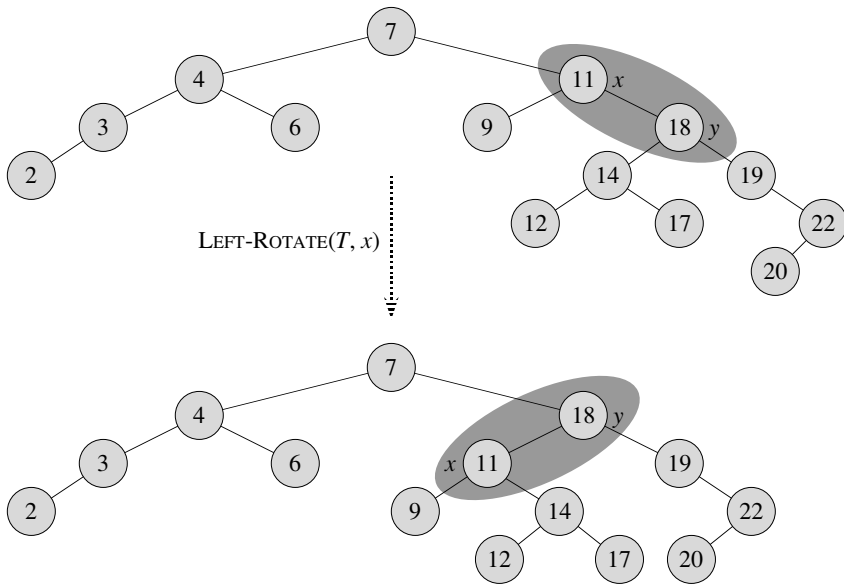 7
4 11 x
3 6 9 18 y
2 14 19
12 17 22
LEFT-ROTATE(T, x)
20
7
4 18 y
3 6 x 11 19
2 9 14 22
12 17 20